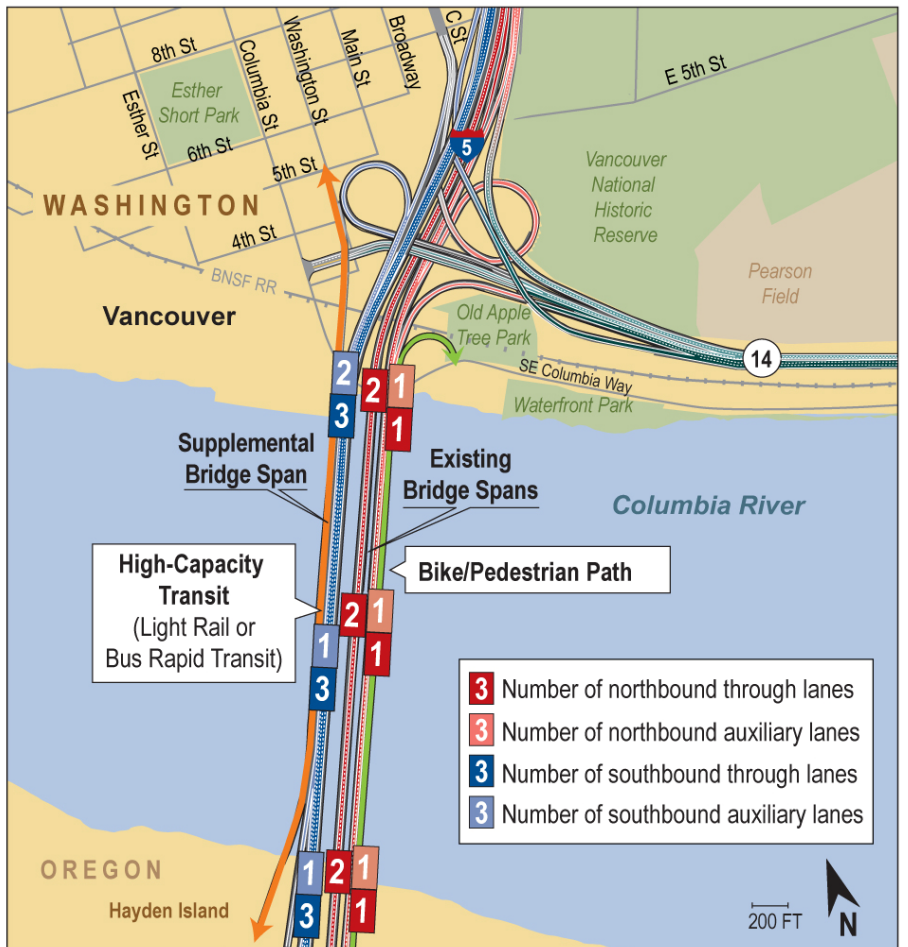 8th St
Esther St
Columbia St
Washington St
Main St
Broadway
C St
Esther
Short Park
6th St
5th St
4th St
5
E 5th St
Vancouver
National
Historic
Reserve
Pearson
Field
WASHINGTON
BNSF RR
Vancouver
Old Apple
Tree Park
14
SE Columbia Way
Waterfront Park
2
3
2
1
1
Supplemental
Bridge Span
Existing
Bridge Spans
Columbia River
High-Capacity
Transit
(Light Rail or
Bus Rapid Transit)
Bike/Pedestrian Path
2
1
1
1
3
3 Number of northbound through lanes
3 Number of northbound auxiliary lanes
3 Number of southbound through lanes
3 Number of southbound auxiliary lanes
OREGON
Hayden Island
1
3
2
1
1
200 FT
N